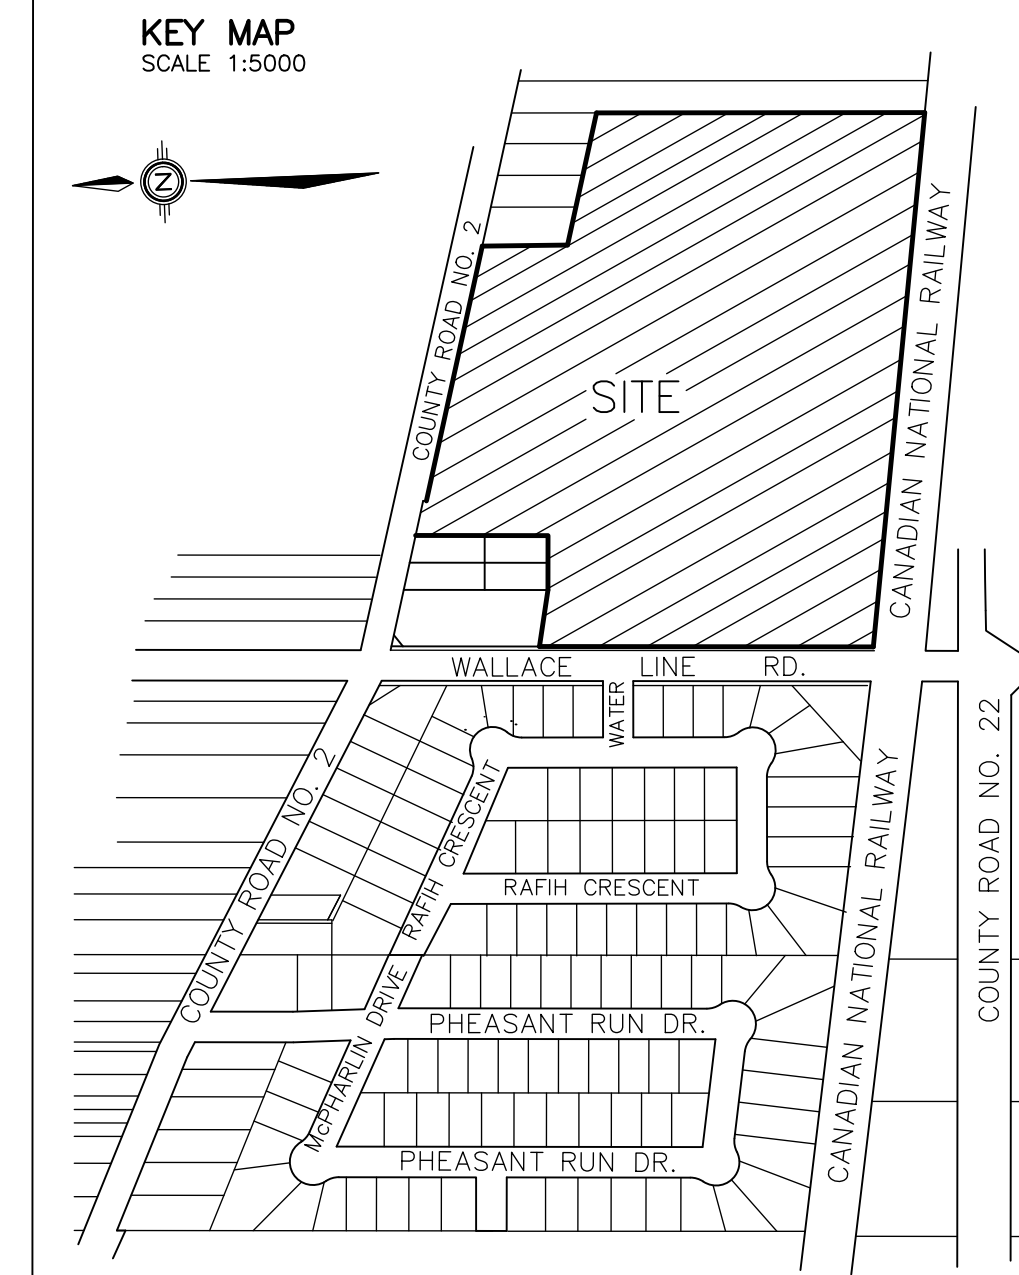 KEY MAP
SCALE 1:5000
Z
COUNTY ROAD NO. 2
CANADIAN NATIONAL RAILWAY
SITE
WALLACE LINE RD.
WATER
COUNTY ROAD NO. 2
RAFIH CRESCENT
RAFIH CRESCENT
CANADIAN NATIONAL RAILWAY
COUNTY ROAD NO. 22
McPHARLIN DRIVE
PHEASANT RUN DR.
PHEASANT RUN DR.